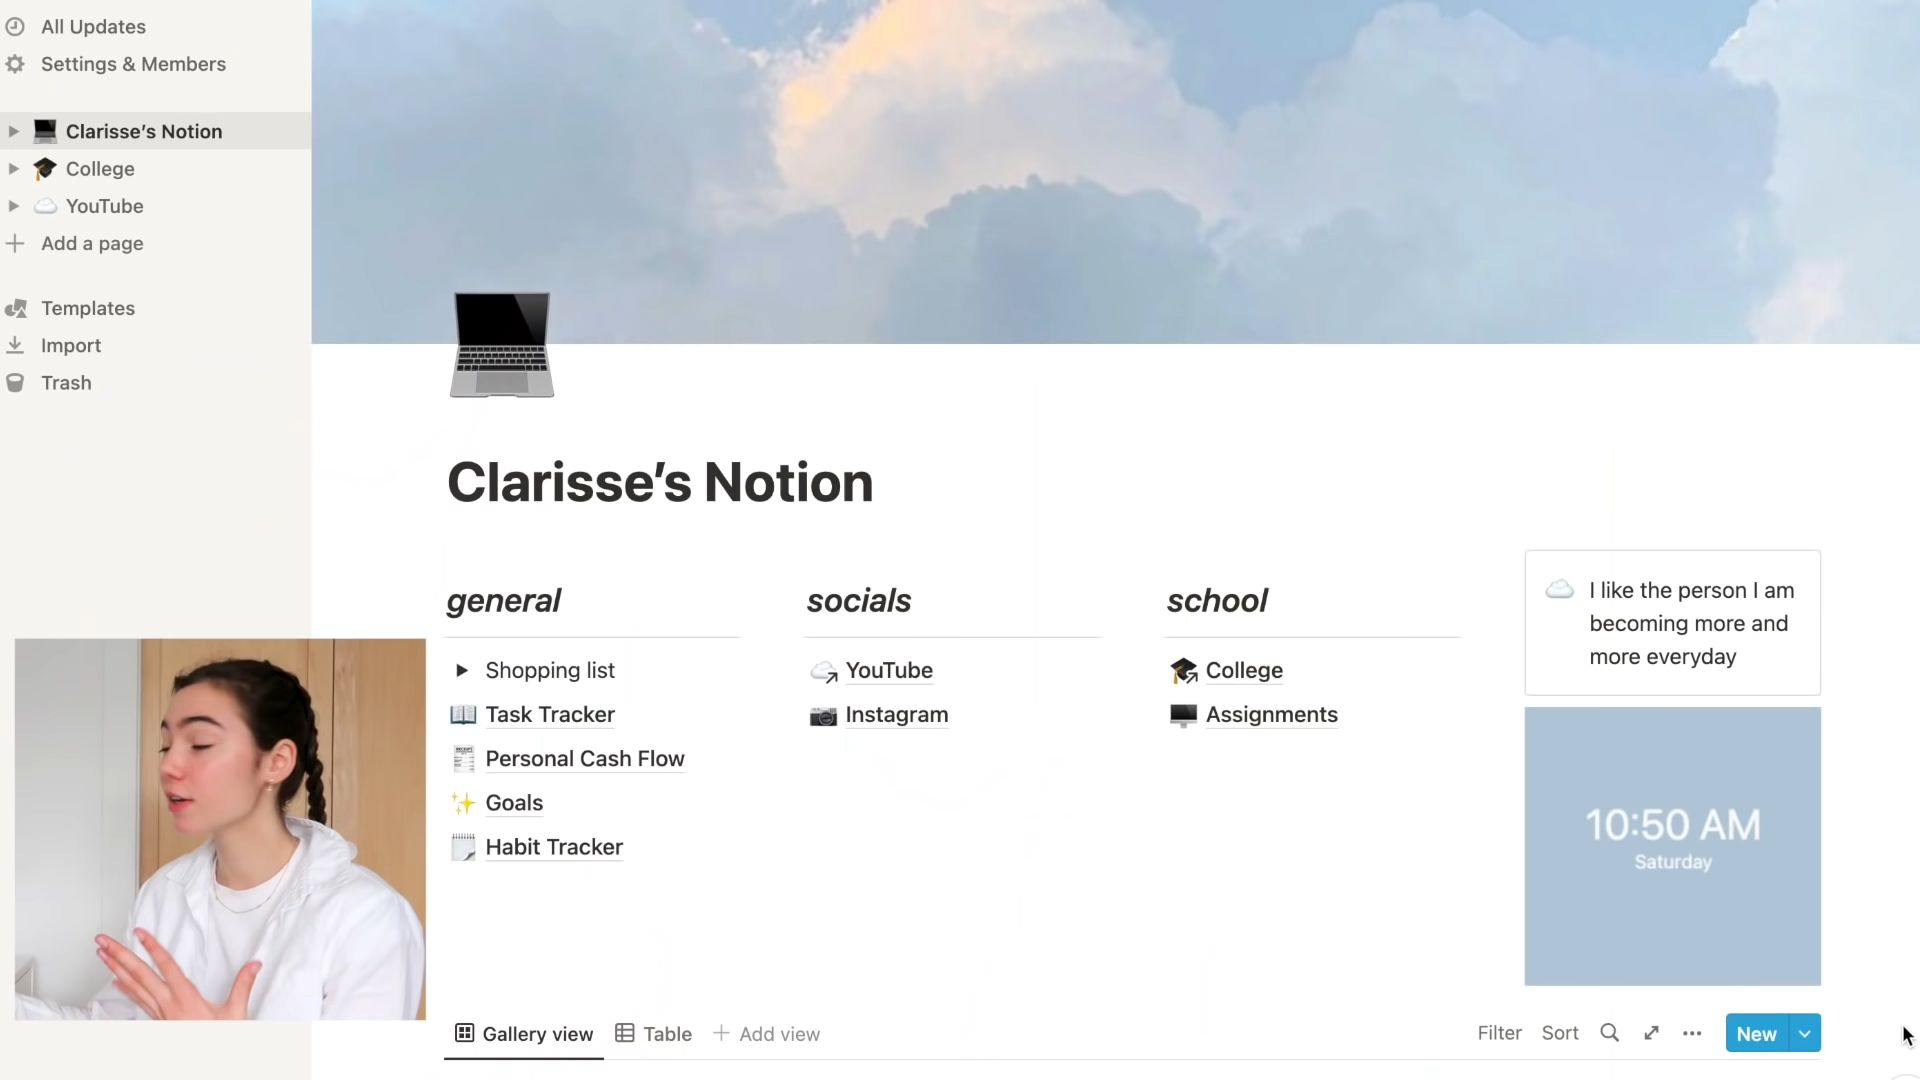 All Updates
Settings & Members
Clarisse's Notion
College
YouTube
Add a page
Templates
Import
Trash
Clarisse's Notion
general
Shopping list
Task Tracker
Personal Cash Flow
Goals
Habit Tracker
socials
YouTube
Instagram
school
College
Assignments
I like the person I am
becoming more and
more everyday
10:50 AM
Saturday
Gallery view
Table
Add view
Filter
Sort
New